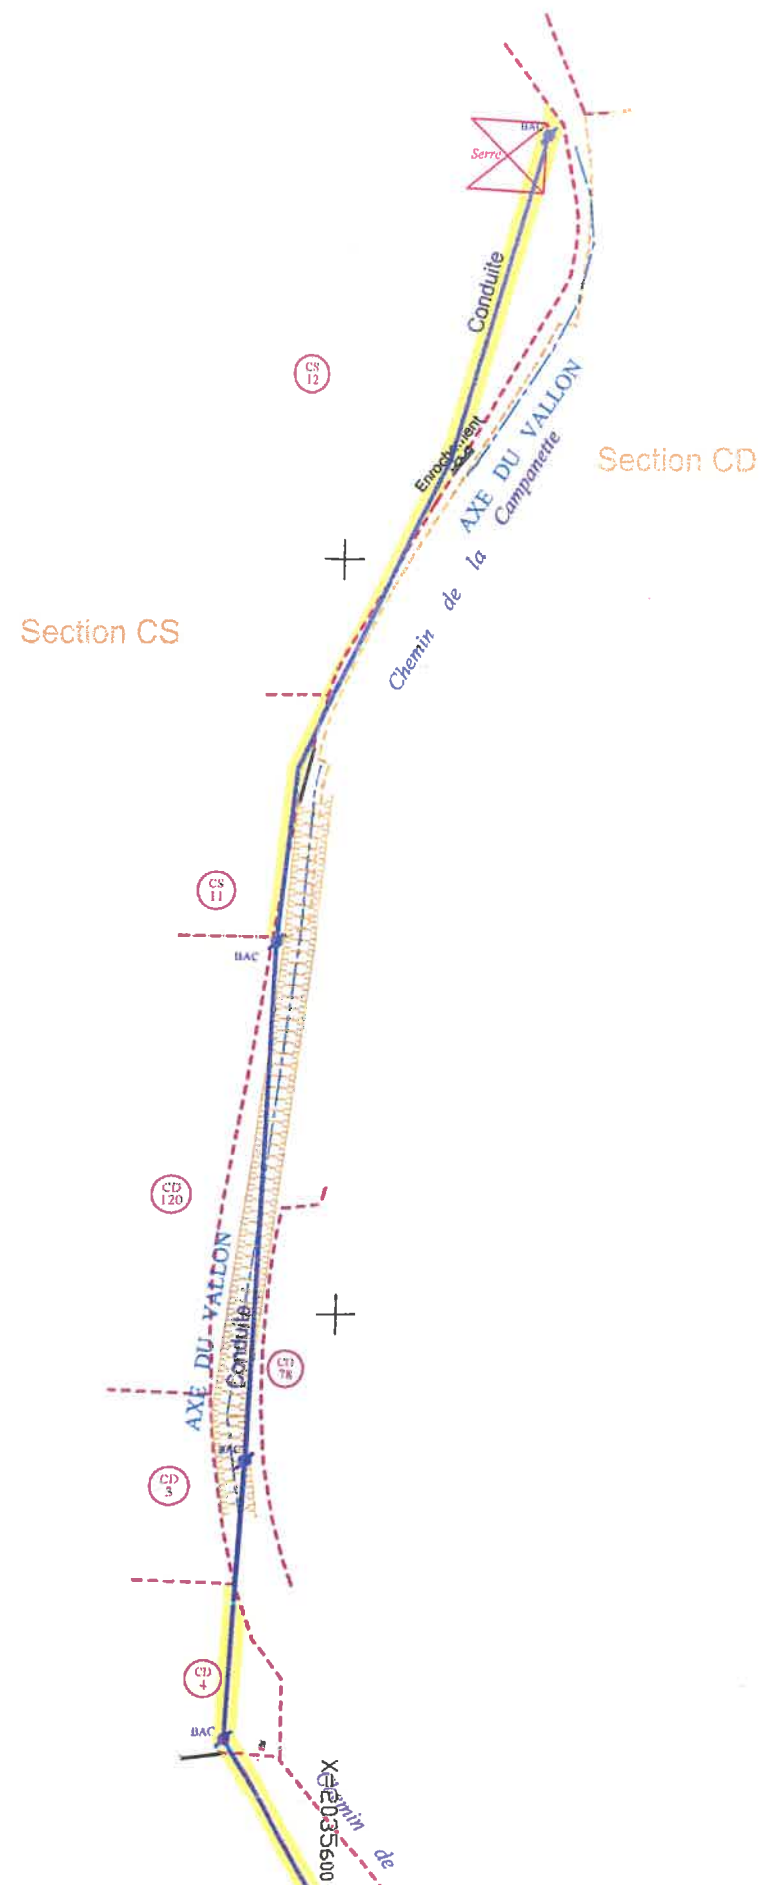 BAC
Serre
Conduite
CS
12
Enrochement
AXE DU VALLON
Section CD
Chemin de la Campanette
Section CS
CS
11
BAC
CD
120
AXE DU VALLON
Conduite
CD
78
BAC
CD
3
CD
4
BAC
X=2035600
Chemin de